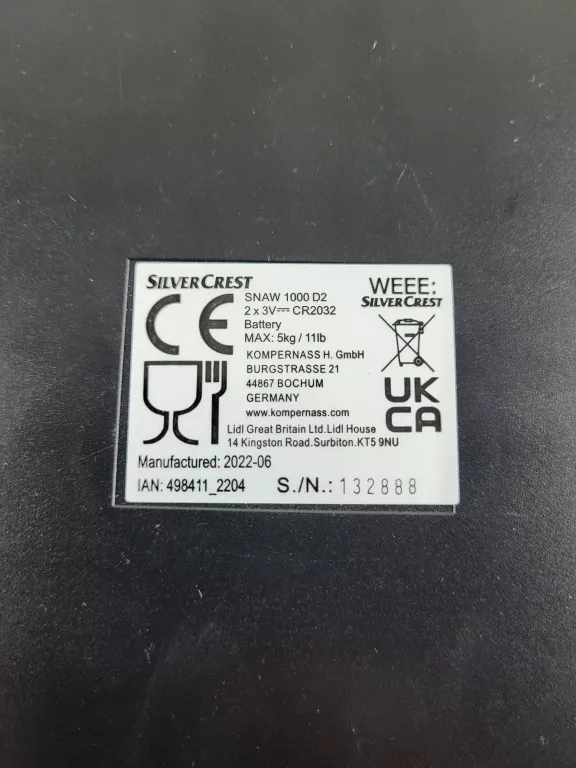 SILVERCREST
SNAW 1000 D2
2 x 3V⎓ CR2032
Battery
MAX: 5kg / 11lb
KOMPERNASS H. GmbH
BURGSTRASSE 21
44867 BOCHUM
GERMANY
www.kompernass.com
Lidl Great Britain Ltd.Lidl House
14 Kingston Road.Surbiton.KT5 9NU
WEEE:
SILVERCREST
CE
UK
CA
Manufactured: 2022-06
IAN: 498411_2204 S./N.: 132888